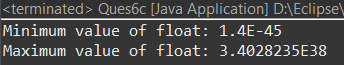 <terminated> Ques6c [Java Application] D:\Eclipse\
Minimum value of float: 1.4E-45
Maximum value of float: 3.4028235E38